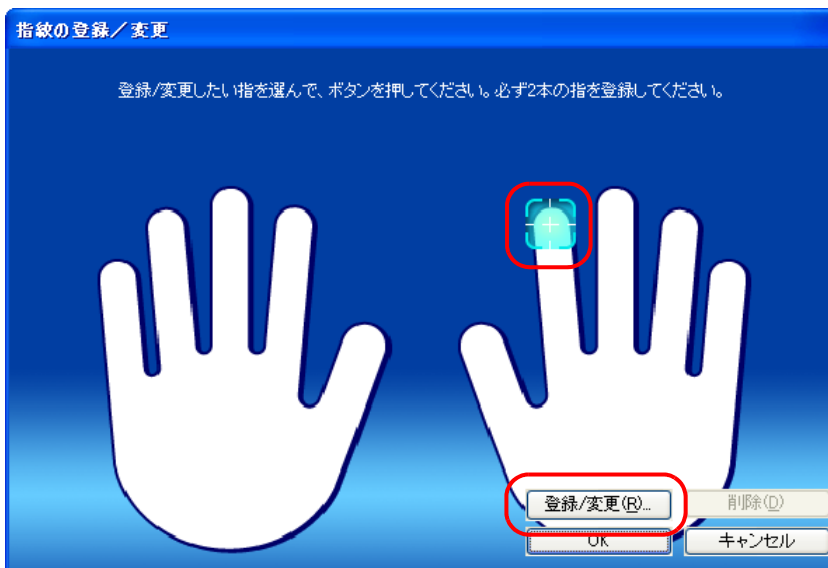 指紋の登録／変更
登録/変更したい指を選んで、ボタンを押してください。必ず2本の指を登録してください。
登録/変更(R)...
削除(D)
OK
キャンセル